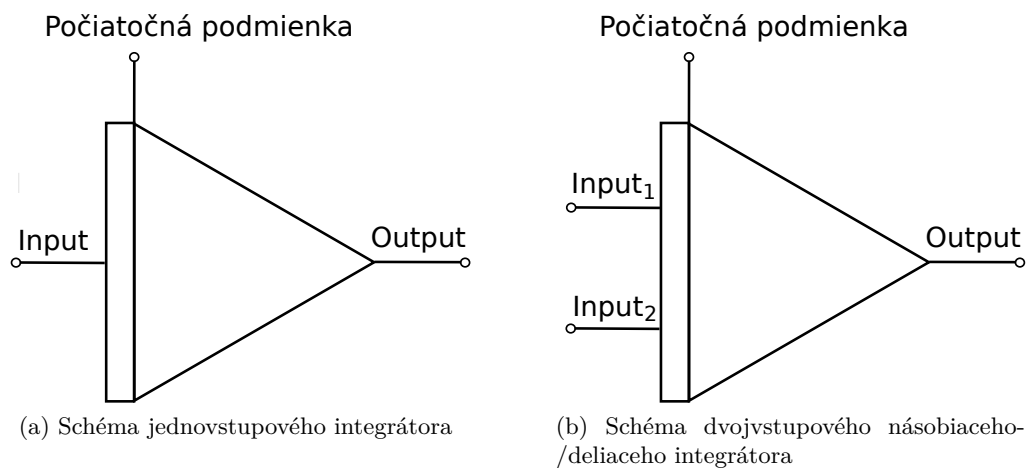 Počiatočná podmienka
Input
Output
(a) Schéma jednovstupového integrátora
Počiatočná podmienka
Input₁
Input₂
Output
(b) Schéma dvojvstupového násobiaceho-
/deliaceho integrátora